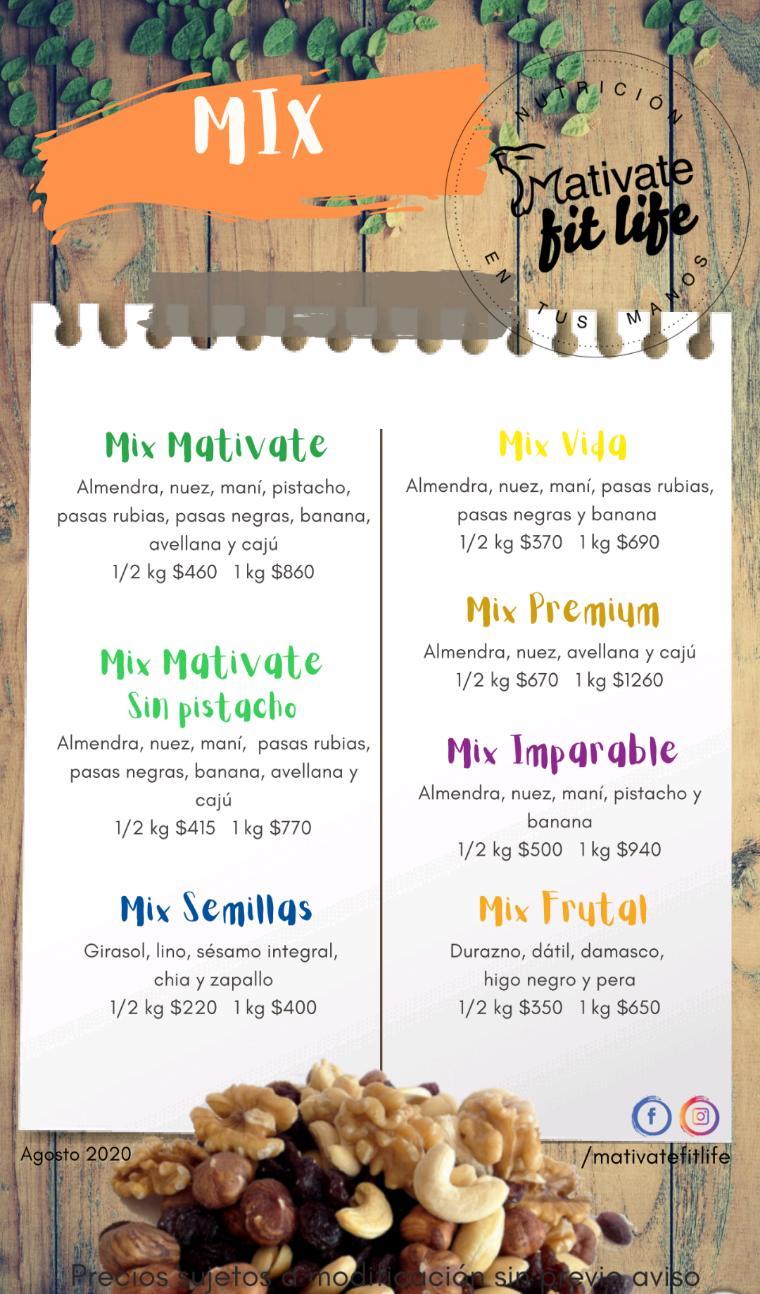 MIX
NUTRICIÓN
Mativate
fit life
EN TUS MANOS
Mix Mativate
Almendra, nuez, maní, pistacho,
pasas rubias, pasas negras, banana,
avellana y cajú
1/2 kg $460 1 kg $860
Mix Mativate
Sin pistacho
Almendra, nuez, maní, pasas rubias,
pasas negras, banana, avellana y
cajú
1/2 kg $415 1 kg $770
Mix Semillas
Girasol, lino, sésamo integral,
chia y zapallo
1/2 kg $220 1 kg $400
Mix Vida
Almendra, nuez, maní, pasas rubias,
pasas negras y banana
1/2 kg $370 1 kg $690
Mix Premium
Almendra, nuez, avellana y cajú
1/2 kg $670 1 kg $1260
Mix Imparable
Almendra, nuez, maní, pistacho y
banana
1/2 kg $500 1 kg $940
Mix Frutal
Durazno, dátil, damasco,
higo negro y pera
1/2 kg $350 1 kg $650
Agosto 2020
/mativatefitlife
Precios sujetos a modificación sin previo aviso